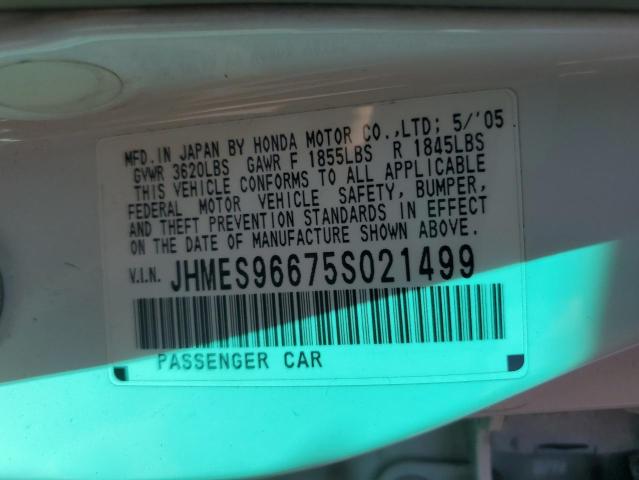 MFD. IN JAPAN BY HONDA MOTOR CO.,LTD; 5/'05
GVWR 3620LBS GAWR F 1855LBS R 1845LBS
THIS VEHICLE CONFORMS TO ALL APPLICABLE
FEDERAL MOTOR VEHICLE SAFETY, BUMPER,
AND THEFT PREVENTION STANDARDS IN EFFECT
ON THE DATE OF MANUFACTURE SHOWN ABOVE.
V.I.N. JHMES96675S021499
PASSENGER CAR